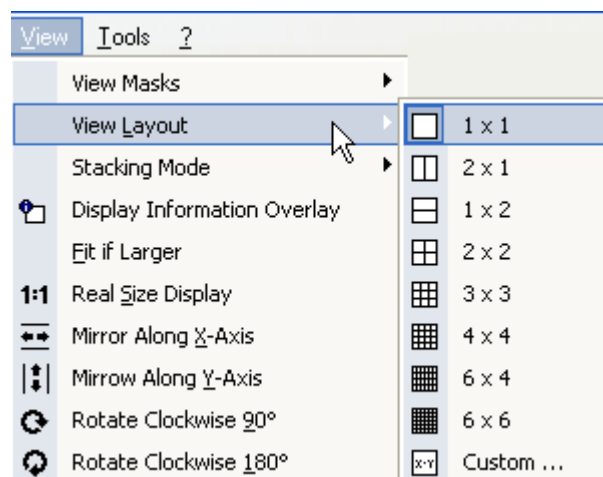 View Tools ?
View Masks
View Layout
Stacking Mode
Display Information Overlay
Fit if Larger
1:1 Real Size Display
Mirror Along X-Axis
Mirrow Along Y-Axis
Rotate Clockwise 90°
Rotate Clockwise 180°
1 x 1
2 x 1
1 x 2
2 x 2
3 x 3
4 x 4
6 x 4
6 x 6
x·y Custom ...